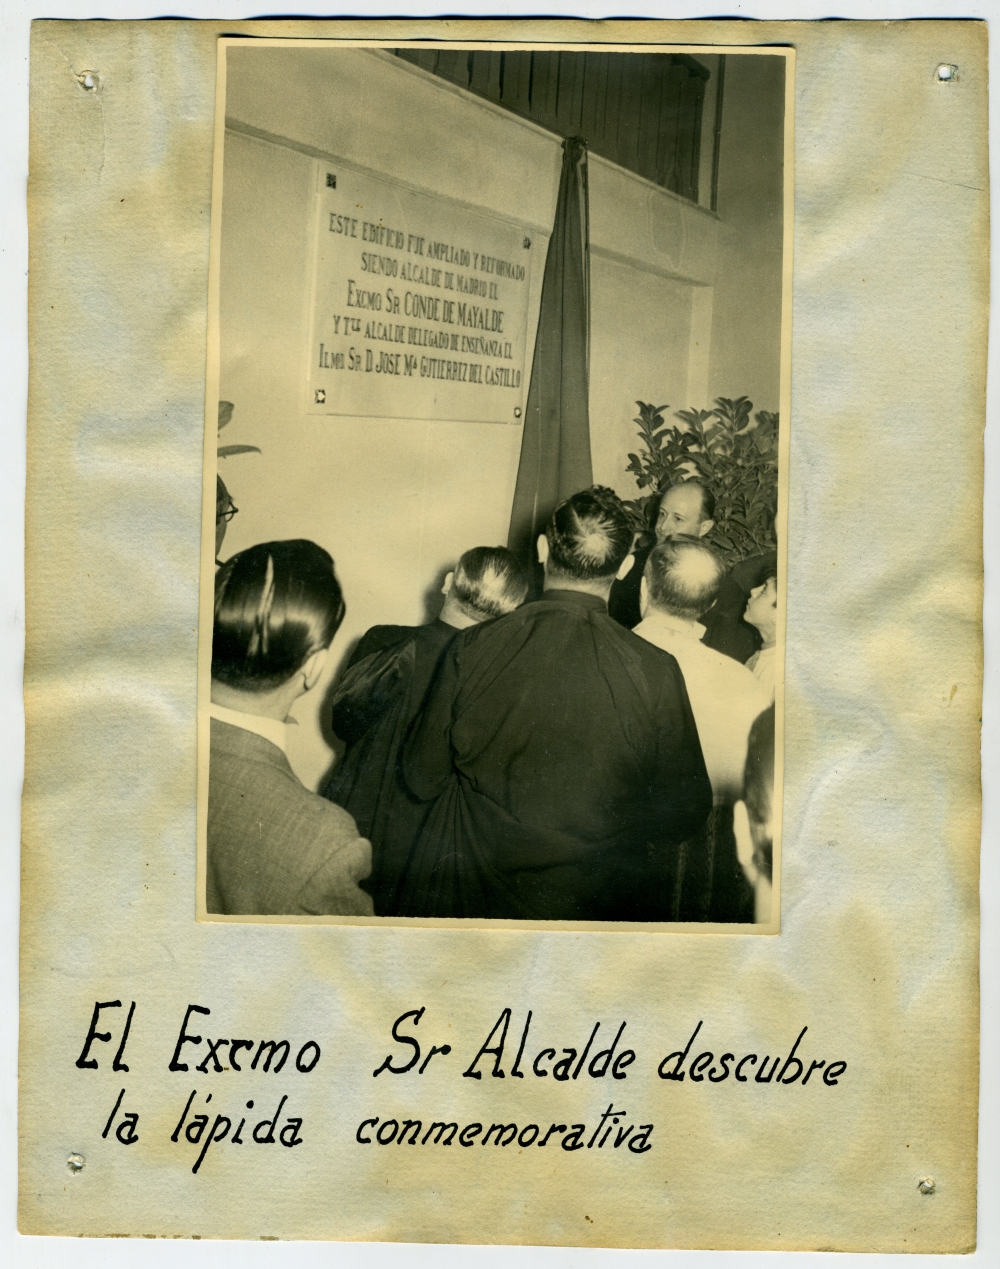 ESTE EDIFICIO FUE AMPLIADO Y REFORMADO
SIENDO ALCALDE DE MADRID EL
EXCMO SR CONDE DE MAYALDE
Y Tte ALCALDE DELEGADO DE ENSEÑANZA EL
ILMO SR. D. JOSE Mª GUTIERREZ DEL CASTILLO
El Excmo Sr Alcalde descubre
la lápida conmemorativa